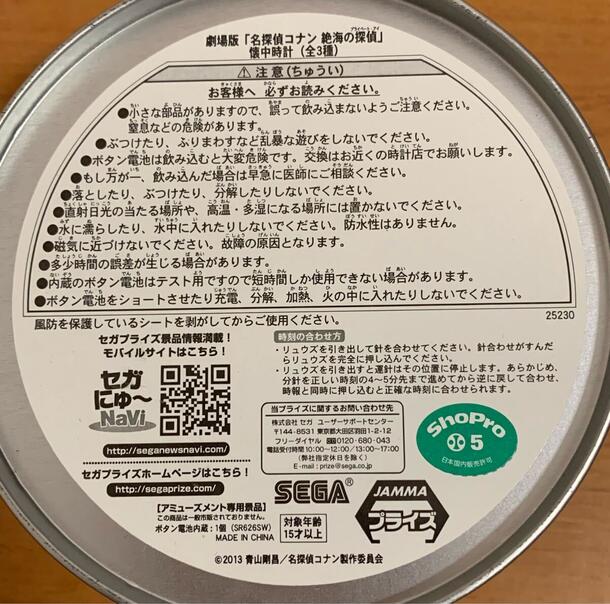 劇場版「名探偵コナン 絶海の探偵」
懐中時計（全3種）
⚠ 注意（ちゅうい）
お客様へ 必ずお読みください。
●小さな部品がありますので、誤って飲み込まないようご注意ください。
窒息などの危険があります。
●ぶつけたり、ふりまわすなど乱暴な遊びをしないでください。
●ボタン電池は飲み込むと大変危険です。交換はお近くの時計店でお願いします。
●もし万が一、飲み込んだ場合は早急に医師にご相談ください。
●落としたり、ぶつけたり、分解したりしないでください。
●直射日光の当たる場所や、高温・多湿になる場所には置かないでください。
●水に濡らしたり、水中に入れたりしないでください。防水性はありません。
●磁気に近づけないでください。故障の原因となります。
●多少時間の誤差が生じる場合があります。
●内蔵のボタン電池はテスト用ですので短時間しか使用できない場合があります。
●ボタン電池をショートさせたり充電、分解、加熱、火の中に入れたりしないでください。
25230
風防を保護しているシートを剥がしてからご使用ください。
セガプライズ景品情報満載！
モバイルサイトはこちら！
セガ
にゅ～
NaVi
http://seganewsnavi.com/
セガプライズホームページはこちら！
http://segaprize.com/
【アミューズメント専用景品】
この商品は一般市販されておりません。
ボタン電池内蔵：1個（SR626SW）
MADE IN CHINA
時刻の合わせ方
・リュウズを引き出して針を合わせてください。針合わせがすんだ
らリュウズを完全に押し込んでください。
・リュウズを引き出すと運針はその位置に停止します。あらかじめ、
分針を正しい時刻の4～5分先まで進めてから逆に戻して合わせ、
時報と同時に押し込むと正確な時刻に合わせられます。
当プライズに関するお問い合わせ先
株式会社 セガ ユーザーサポートセンター
〒144-8531 東京都大田区羽田1-2-12
フリーダイヤル 0120-680-043
電話受付時間 10:00～12:00/13:00～17:00
（弊社指定休日を除く）
E-mail：prize@sega.co.jp
ShoPro
5
日本国内販売許可
SEGA®
対象年齢
15才以上
JAMMA
プライズ
©2013 青山剛昌／名探偵コナン製作委員会